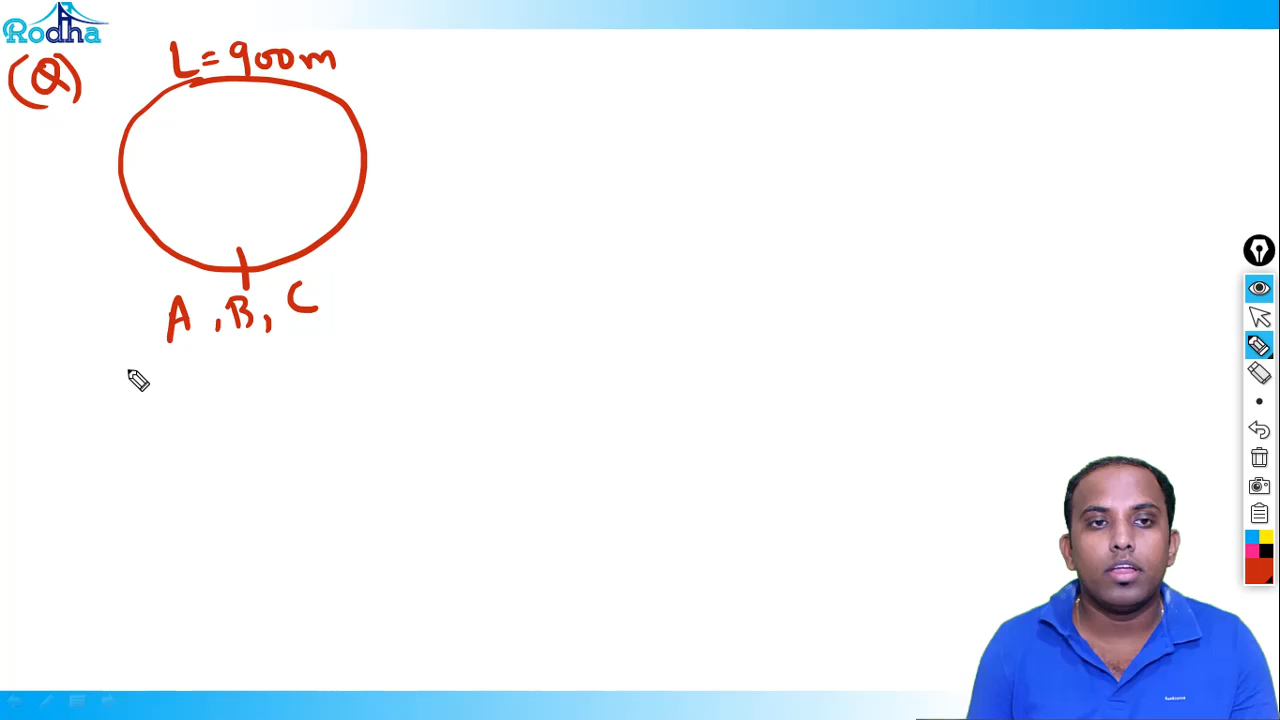 Rodha
(Q)
L = 900m
A , B , C